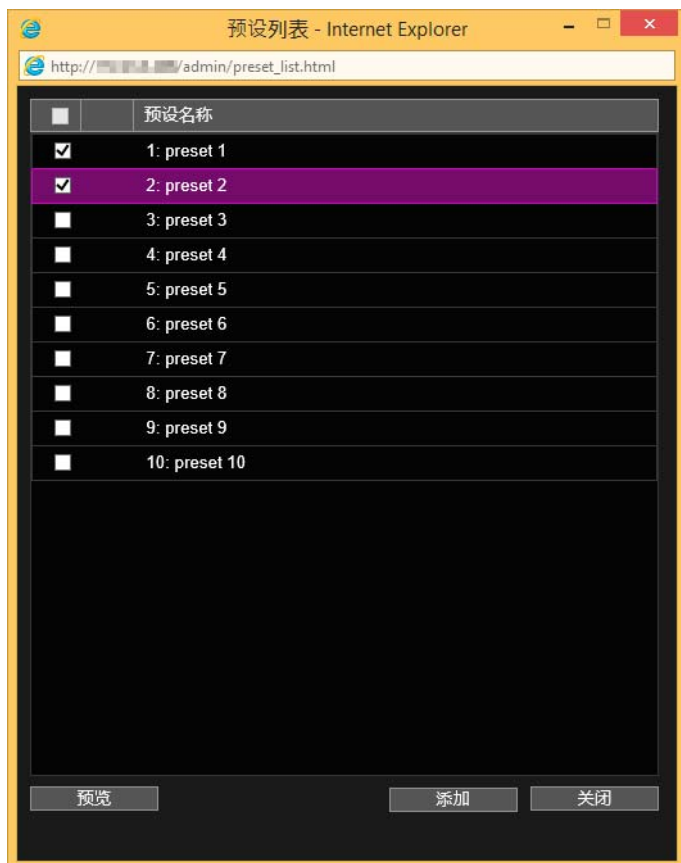 预设列表 - Internet Explorer
http:// /admin/preset_list.html
预设名称
1: preset 1
2: preset 2
3: preset 3
4: preset 4
5: preset 5
6: preset 6
7: preset 7
8: preset 8
9: preset 9
10: preset 10
预览 添加 关闭